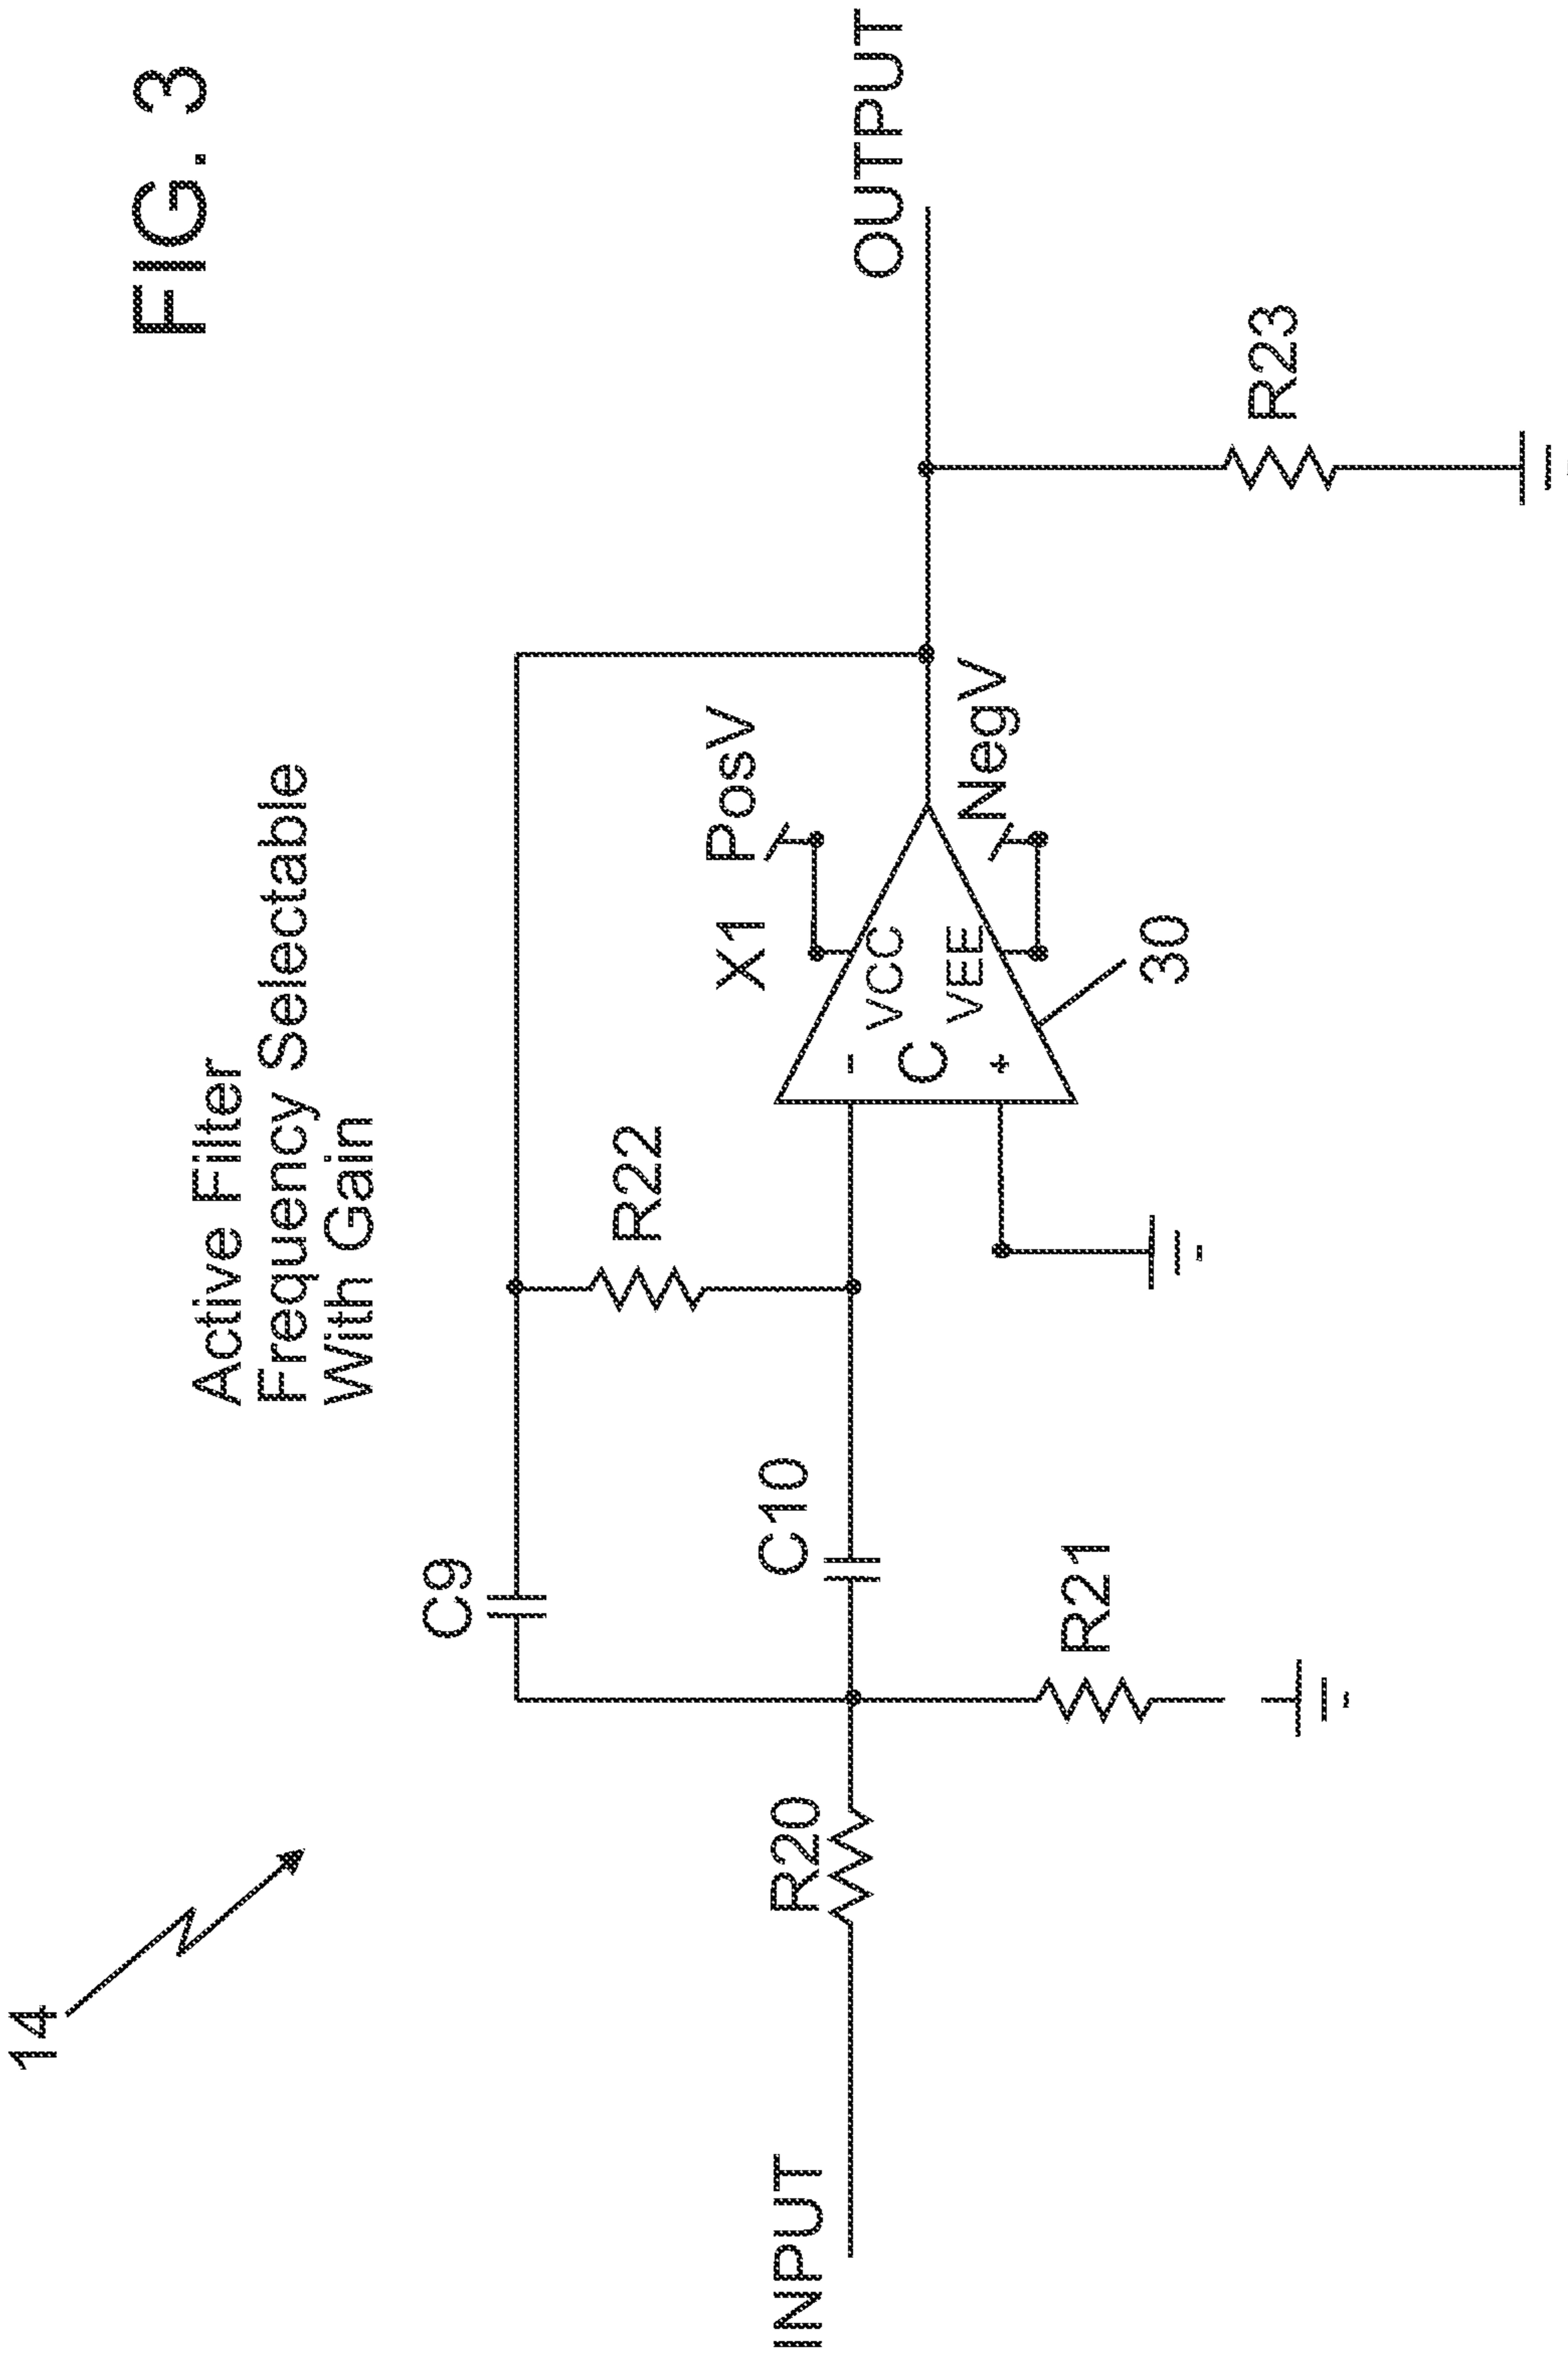 FIG. 3
14
Active Filter
Frequency Selectable
With Gain
C9
R22
X1
PosV
INPUT
R20
C10
-
VCC
C
VEE
+
NegV
OUTPUT
30
R21
R23